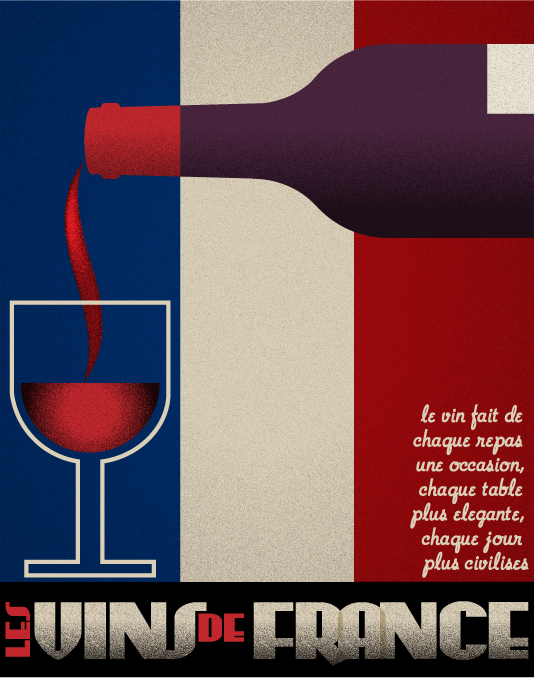 le vin fait de
chaque repas
une occasion,
chaque table
plus elegante,
chaque jour
plus civilises
LES VINS DE FRANCE